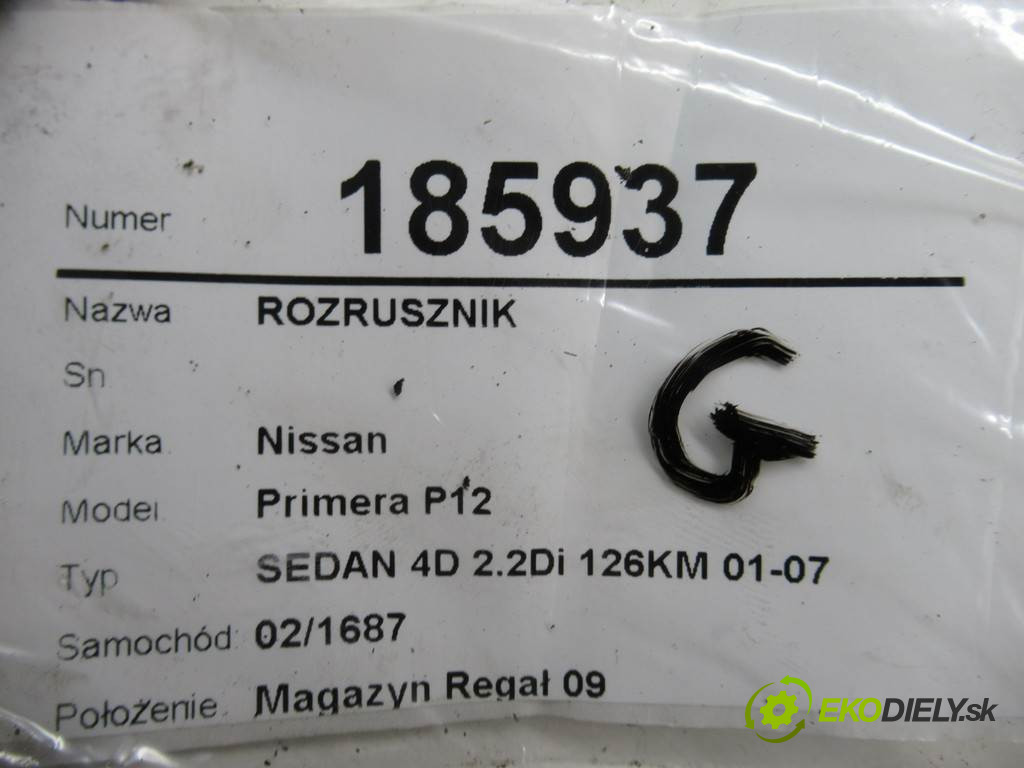 Numer 185937
Nazwa ROZRUSZNIK
Sn
G
Marka Nissan
Model Primera P12
Typ SEDAN 4D 2.2Di 126KM 01-07
Samochód: 02/1687
Położenie Magazyn Regał 09
EKODIELY.sk